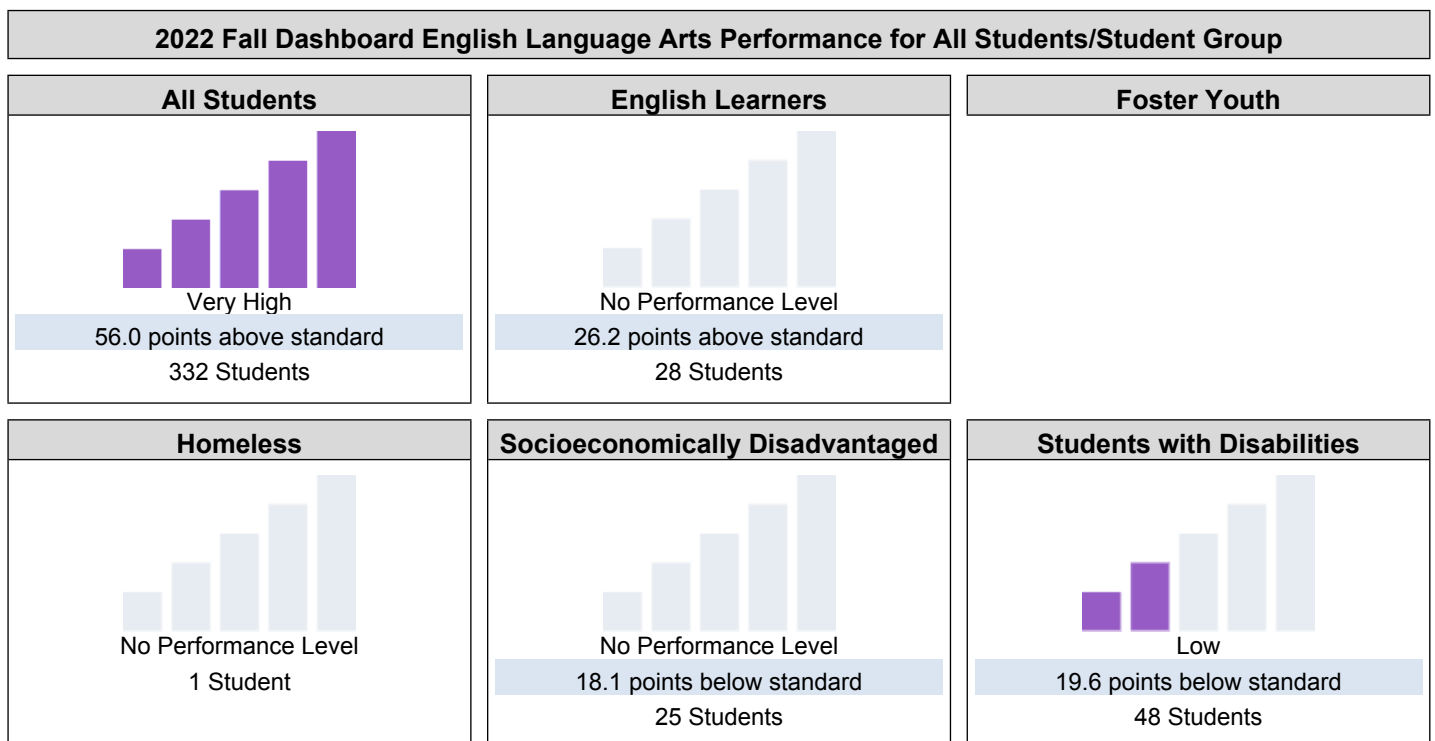 2022 Fall Dashboard English Language Arts Performance for All Students/Student Group
All Students
Very High
56.0 points above standard
332 Students
English Learners
No Performance Level
26.2 points above standard
28 Students
Foster Youth
Homeless
No Performance Level
1 Student
Socioeconomically Disadvantaged
No Performance Level
18.1 points below standard
25 Students
Students with Disabilities
Low
19.6 points below standard
48 Students